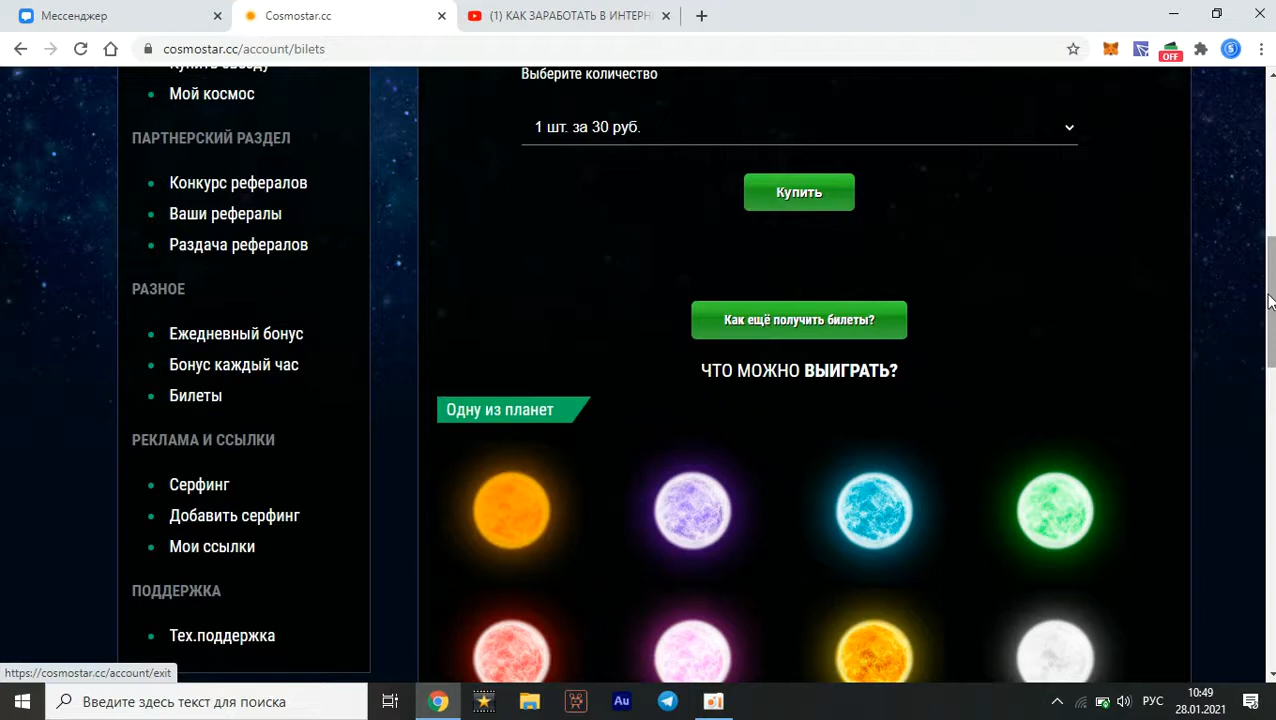 Мессенджер
Cosmostar.cc
(1) КАК ЗАРАБОТАТЬ В ИНТЕРН
cosmostar.cc/account/bilets
OFF
S
Купить звезду
Мой космос
ПАРТНЕРСКИЙ РАЗДЕЛ
Конкурс рефералов
Ваши рефералы
Раздача рефералов
РАЗНОЕ
Ежедневный бонус
Бонус каждый час
Билеты
РЕКЛАМА И ССЫЛКИ
Серфинг
Добавить серфинг
Мои ссылки
ПОДДЕРЖКА
Тех.поддержка
Выберите количество
1 шт. за 30 руб.
Купить
Как ещё получить билеты?
ЧТО МОЖНО ВЫИГРАТЬ?
Одну из планет
https://cosmostar.cc/account/exit
Введите здесь текст для поиска
Au
РУС
10:49
28.01.2021